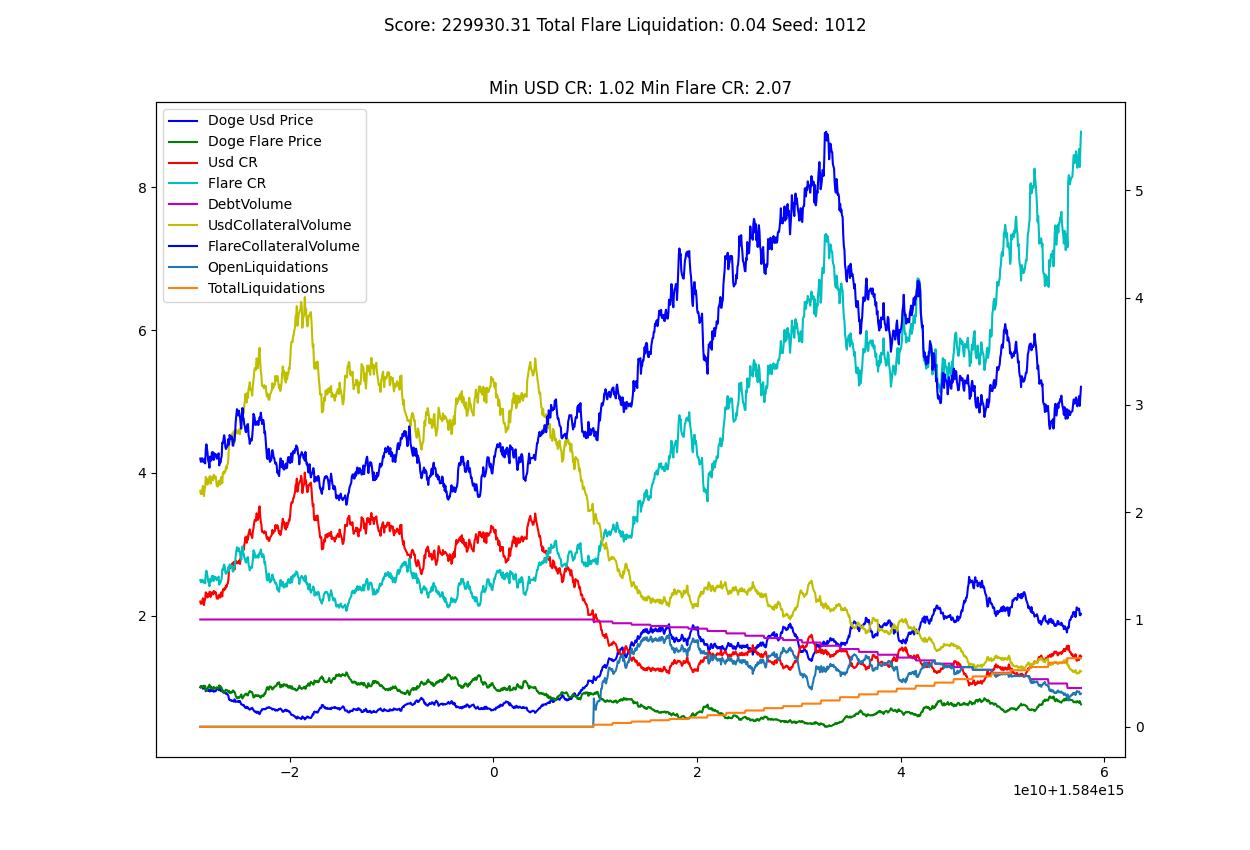 Score: 229930.31 Total Flare Liquidation: 0.04 Seed: 1012
Min USD CR: 1.02 Min Flare CR: 2.07
Doge Usd Price
Doge Flare Price
Usd CR
Flare CR
DebtVolume
UsdCollateralVolume
FlareCollateralVolume
OpenLiquidations
TotalLiquidations
8
6
4
2
5
4
3
2
1
0
−2
0
2
4
6
1e10+1.584e15